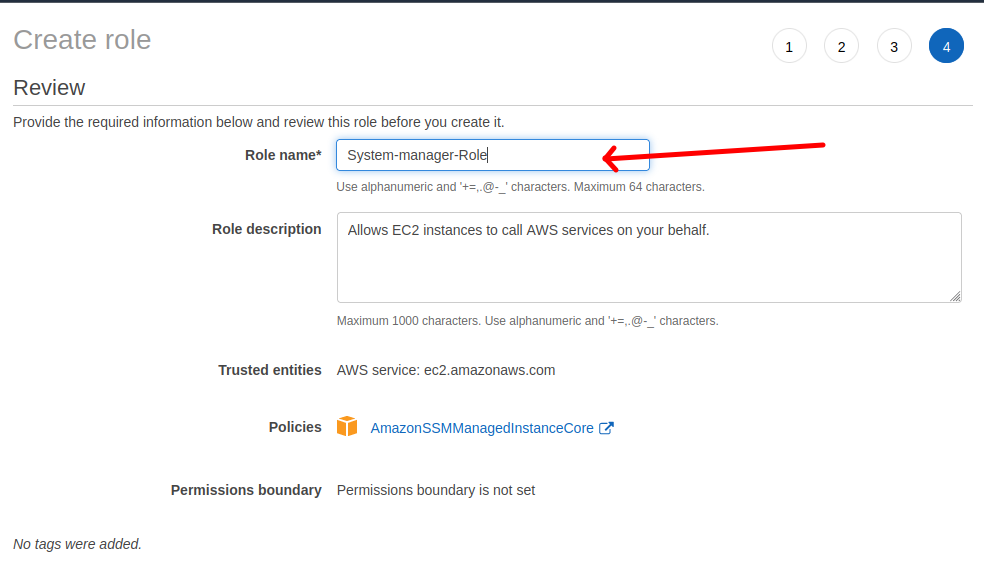 Create role
1 2 3 4
Review
Provide the required information below and review this role before you create it.
Role name* System-manager-Role
Use alphanumeric and '+=,.@-_' characters. Maximum 64 characters.
Role description Allows EC2 instances to call AWS services on your behalf.
Maximum 1000 characters. Use alphanumeric and '+=,.@-_' characters.
Trusted entities AWS service: ec2.amazonaws.com
Policies AmazonSSMManagedInstanceCore
Permissions boundary Permissions boundary is not set
No tags were added.